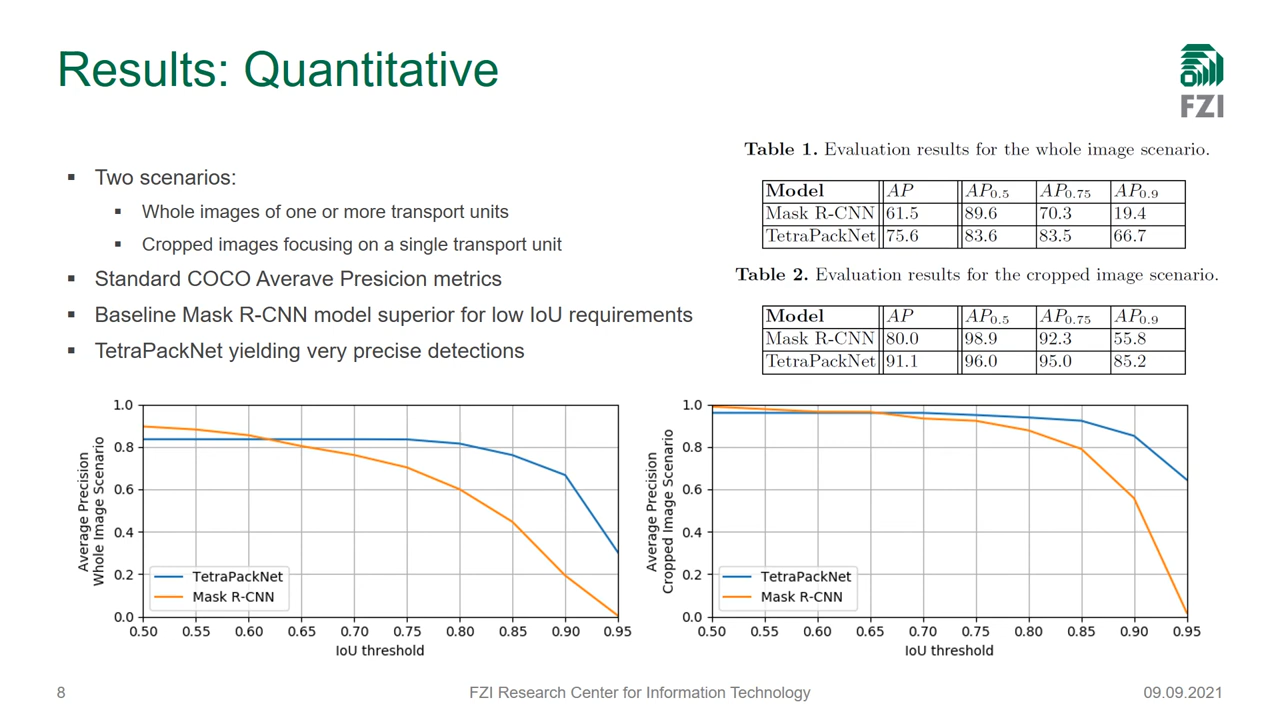 Results: Quantitative
FZI
▪ Two scenarios:
▪ Whole images of one or more transport units
▪ Cropped images focusing on a single transport unit
▪ Standard COCO Averave Presicion metrics
▪ Baseline Mask R-CNN model superior for low IoU requirements
▪ TetraPackNet yielding very precise detections
Table 1. Evaluation results for the whole image scenario.
Model AP AP0.5 AP0.75 AP0.9
Mask R-CNN 61.5 89.6 70.3 19.4
TetraPackNet 75.6 83.6 83.5 66.7
Table 2. Evaluation results for the cropped image scenario.
Model AP AP0.5 AP0.75 AP0.9
Mask R-CNN 80.0 98.9 92.3 55.8
TetraPackNet 91.1 96.0 95.0 85.2
Average Precision
Whole Image Scenario
1.0
0.8
0.6
0.4
0.2
0.0
TetraPackNet
Mask R-CNN
0.50 0.55 0.60 0.65 0.70 0.75 0.80 0.85 0.90 0.95
IoU threshold
Average Precision
Cropped Image Scenario
1.0
0.8
0.6
0.4
0.2
0.0
TetraPackNet
Mask R-CNN
0.50 0.55 0.60 0.65 0.70 0.75 0.80 0.85 0.90 0.95
IoU threshold
8
FZI Research Center for Information Technology
09.09.2021